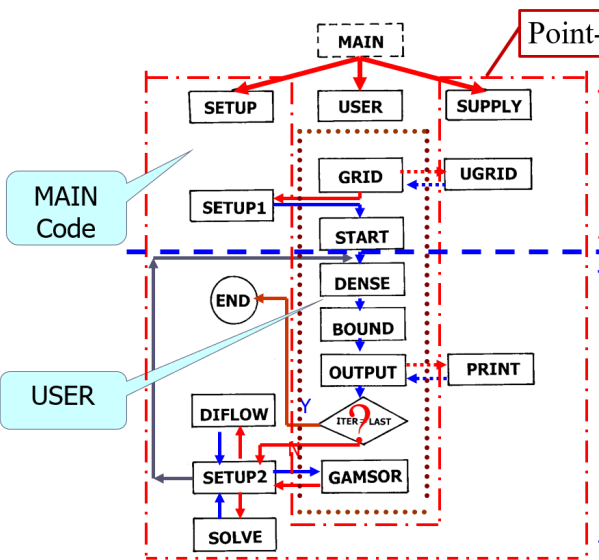 MAIN
Point-
SETUP
USER
SUPPLY
GRID
UGRID
MAIN
Code
SETUP1
START
DENSE
END
BOUND
OUTPUT
PRINT
USER
DIFLOW
Y
ITER=LAST
?
N
SETUP2
GAMSOR
SOLVE